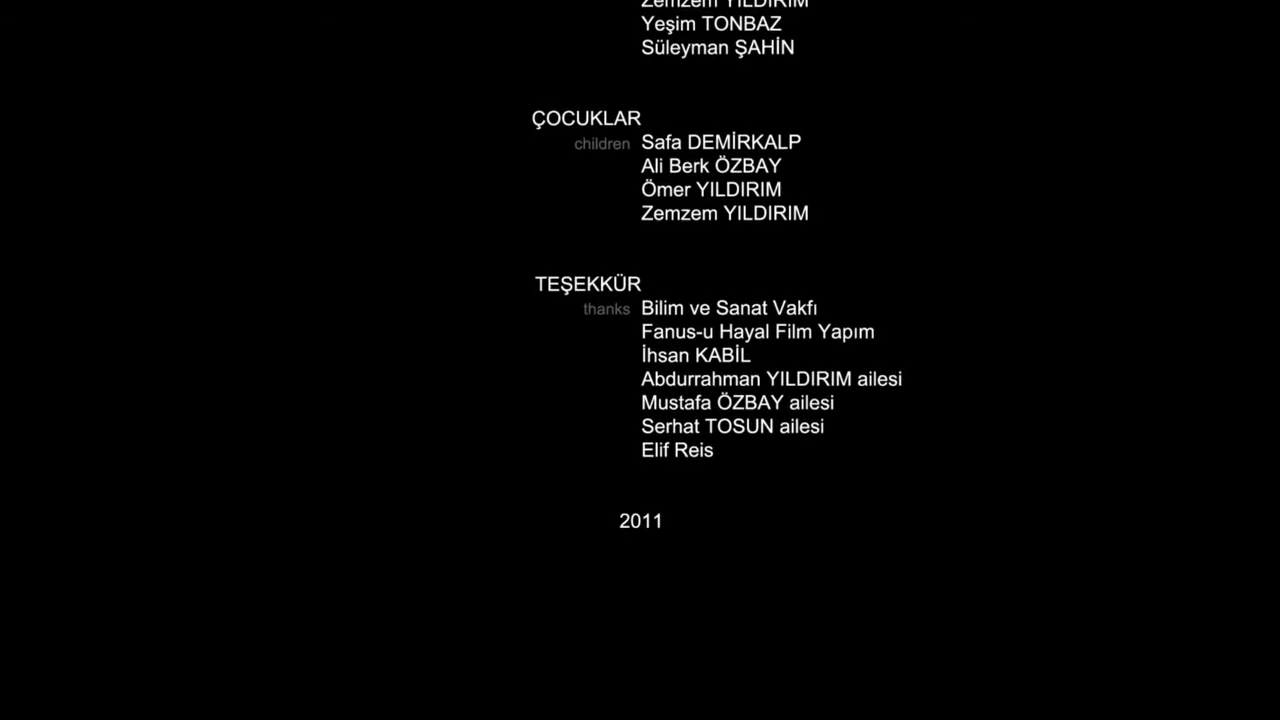 Zemzem YILDIRIM
Yeşim TONBAZ
Süleyman ŞAHİN
ÇOCUKLAR
children Safa DEMİRKALP
Ali Berk ÖZBAY
Ömer YILDIRIM
Zemzem YILDIRIM
TEŞEKKÜR
thanks Bilim ve Sanat Vakfı
Fanus-u Hayal Film Yapım
İhsan KABİL
Abdurrahman YILDIRIM ailesi
Mustafa ÖZBAY ailesi
Serhat TOSUN ailesi
Elif Reis
2011